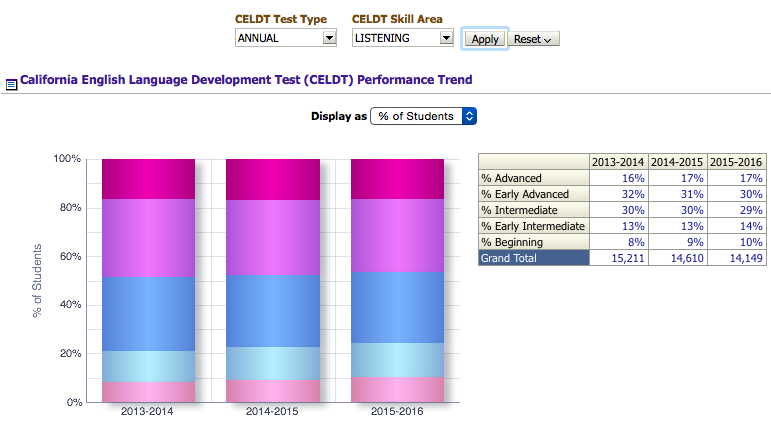 CELDT Test Type CELDT Skill Area
ANNUAL LISTENING Apply Reset
California English Language Development Test (CELDT) Performance Trend
Display as % of Students
100%
80%
60%
40%
20%
0%
% of Students
2013-2014 2014-2015 2015-2016
2013-2014 2014-2015 2015-2016
% Advanced 16% 17% 17%
% Early Advanced 32% 31% 30%
% Intermediate 30% 30% 29%
% Early Intermediate 13% 13% 14%
% Beginning 8% 9% 10%
Grand Total 15,211 14,610 14,149